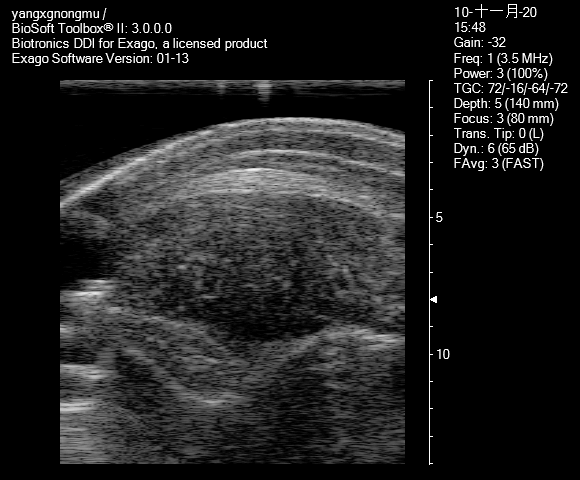 yangxgnongmu /
BioSoft Toolbox® II: 3.0.0.0
Biotronics DDI for Exago, a licensed product
Exago Software Version: 01-13
10-十一月-20
15:48
Gain: -32
Freq: 1 (3.5 MHz)
Power: 3 (100%)
TGC: 72/-16/-64/-72
Depth: 5 (140 mm)
Focus: 3 (80 mm)
Trans. Tip: 0 (L)
Dyn.: 6 (65 dB)
FAvg: 3 (FAST)
5
10